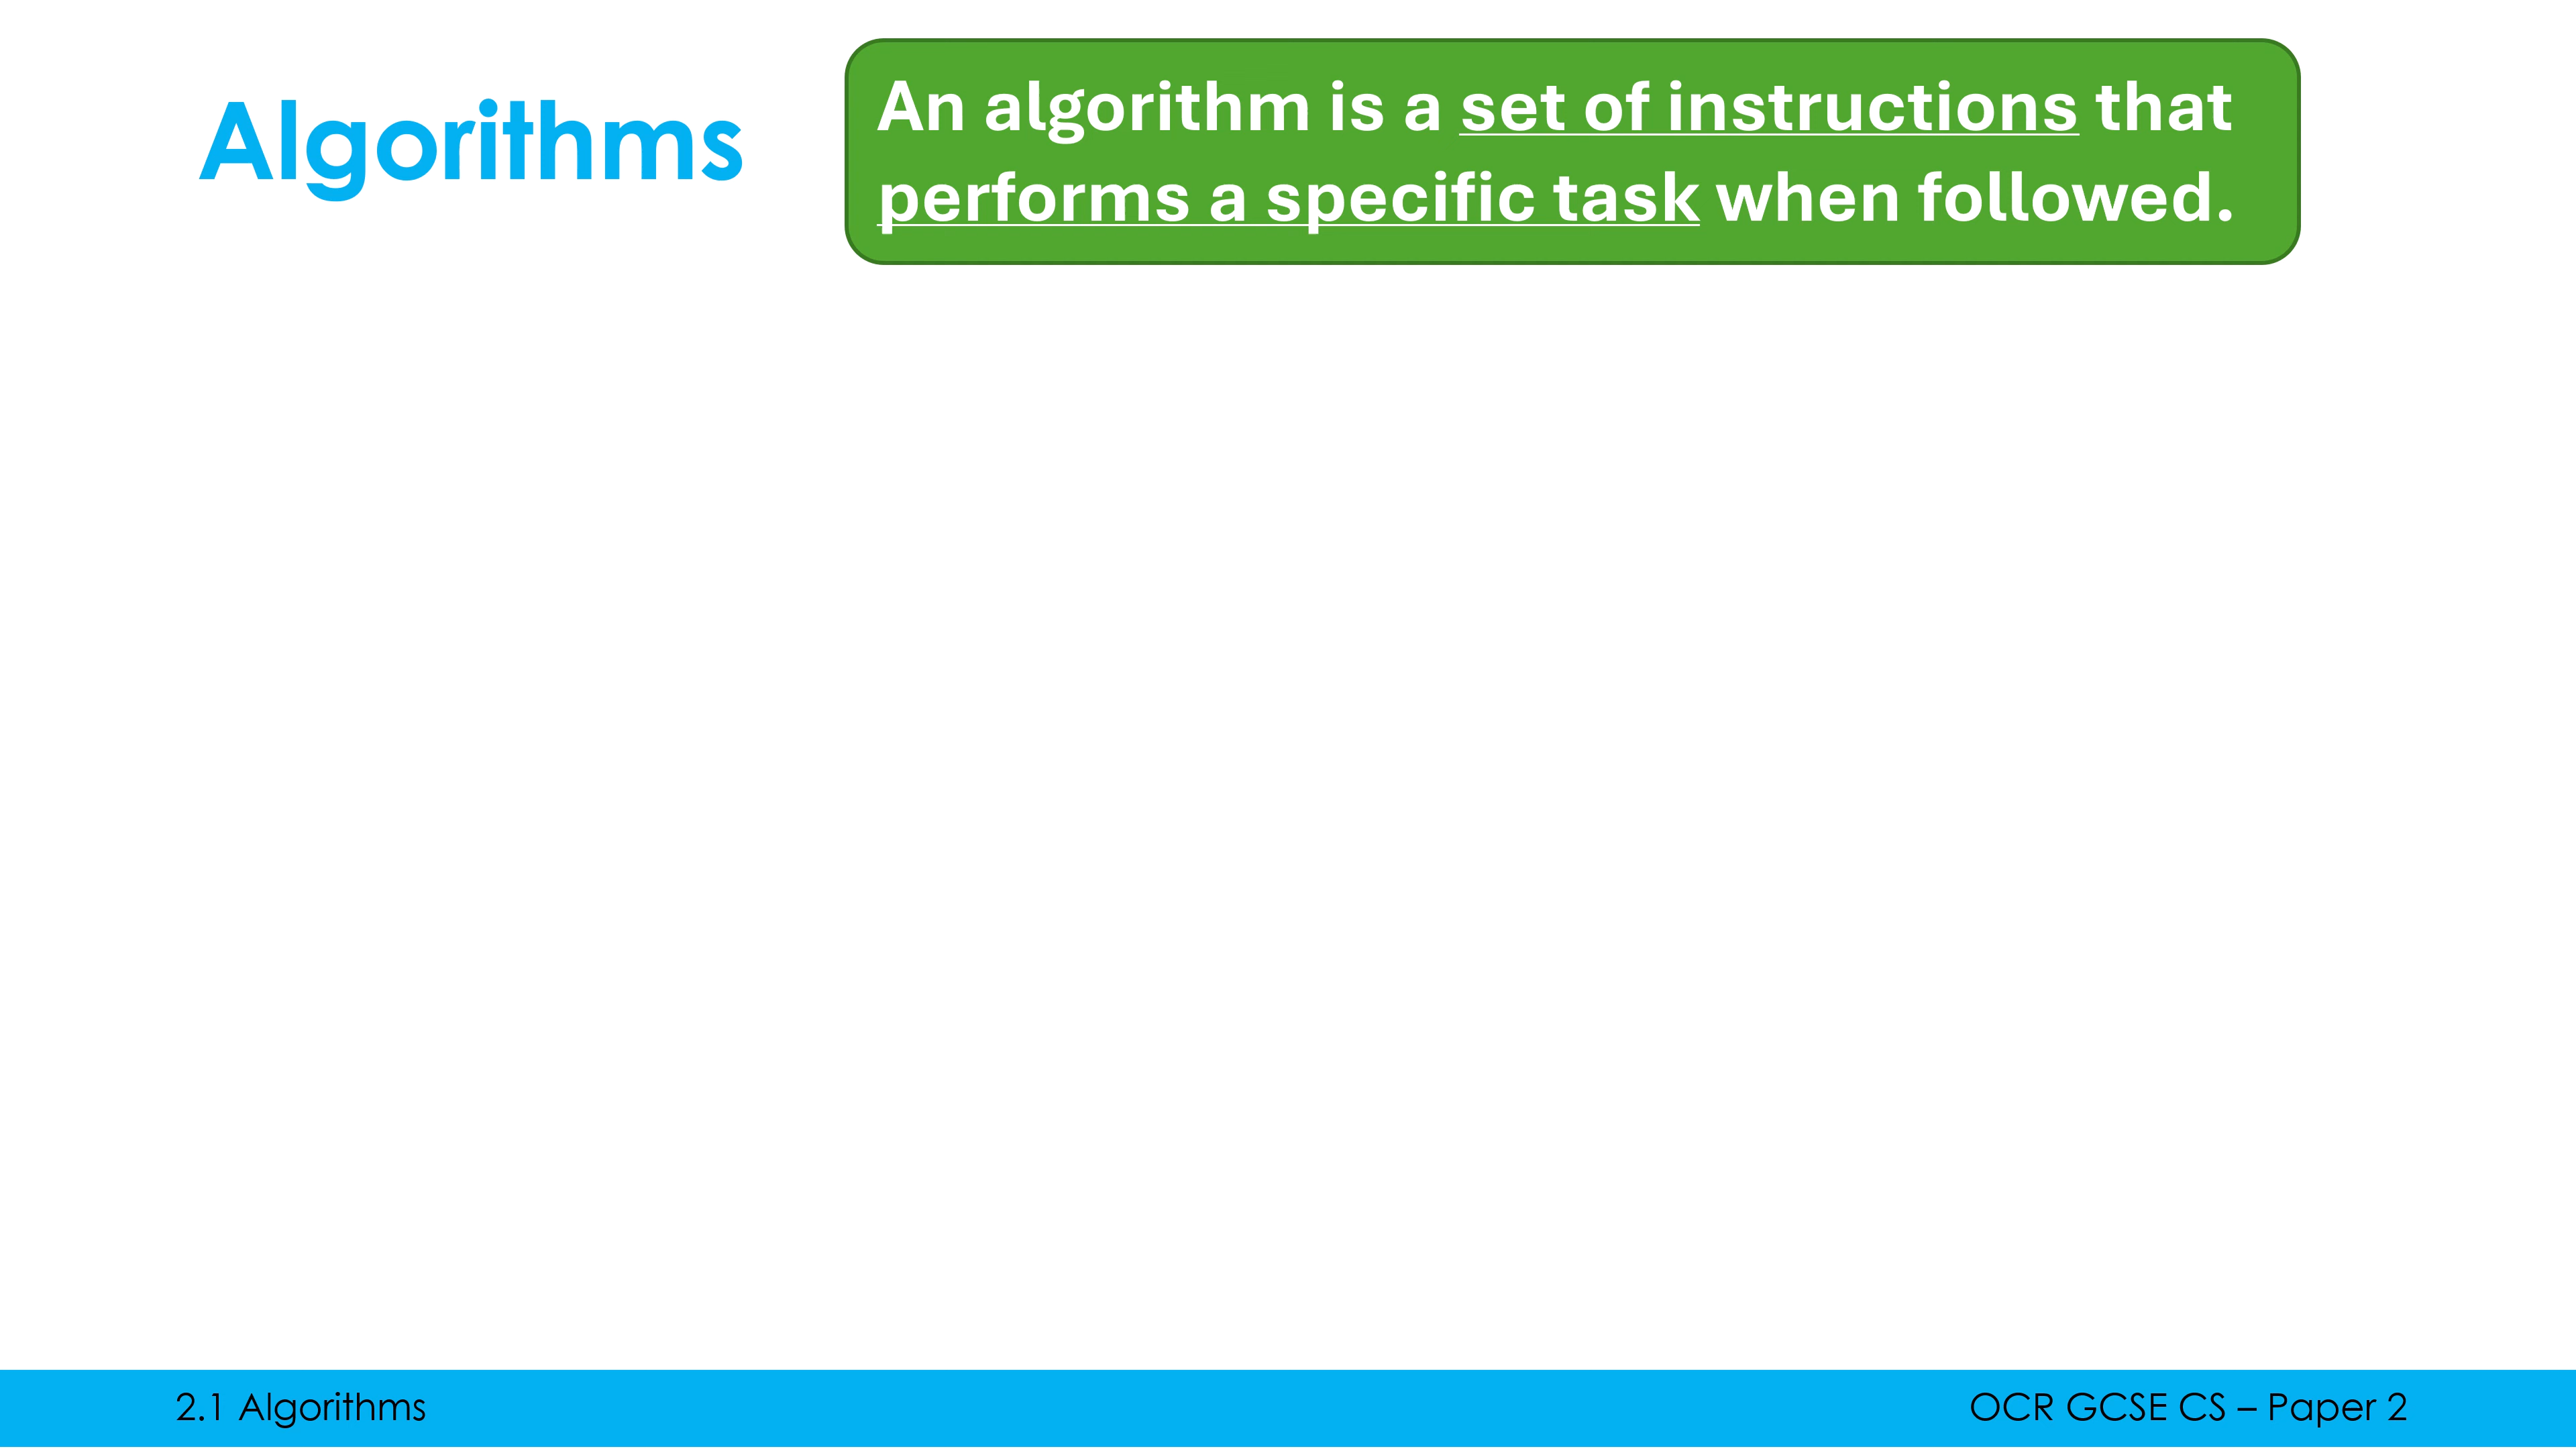 Algorithms
An algorithm is a set of instructions that
performs a specific task when followed.
2.1 Algorithms
OCR GCSE CS – Paper 2